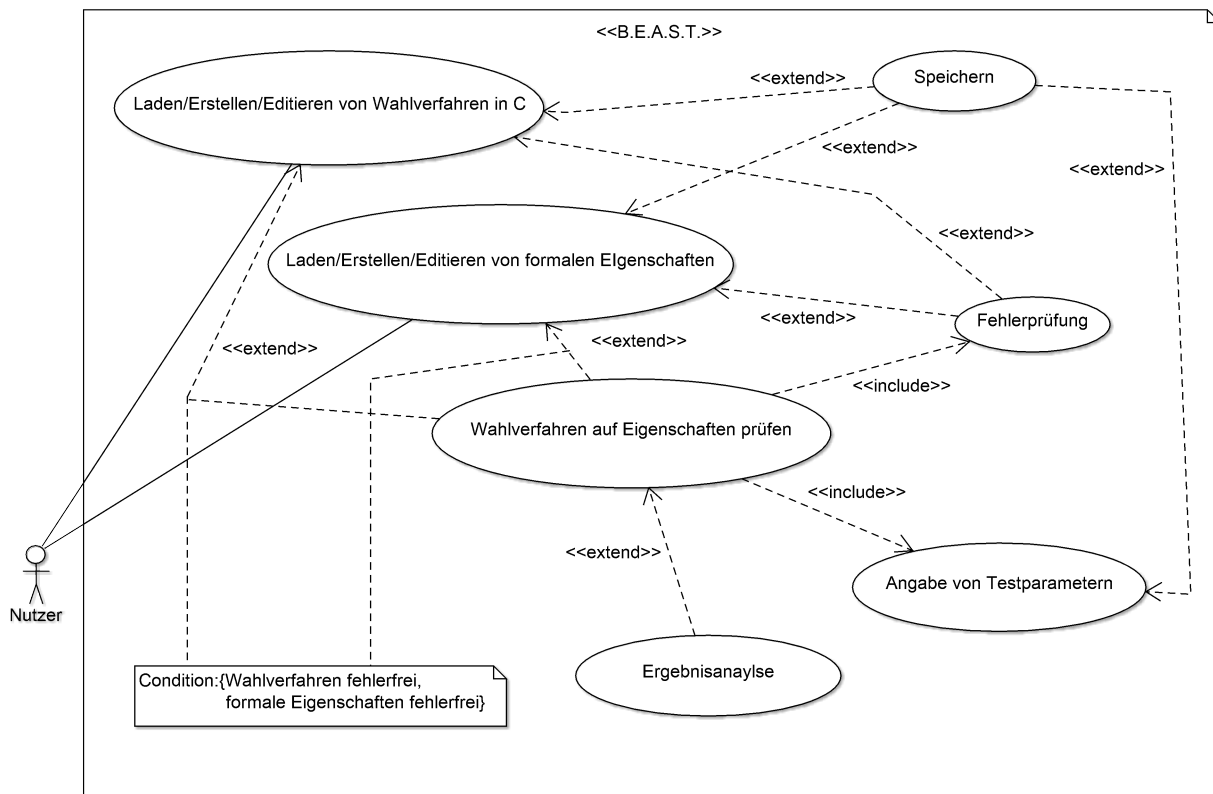 <<B.E.A.S.T.>>
Speichern
<<extend>>
Laden/Erstellen/Editieren von Wahlverfahren in C
<<extend>>
<<extend>>
<<extend>>
Laden/Erstellen/Editieren von formalen EIgenschaften
<<extend>>
Fehlerprüfung
<<extend>>
<<extend>>
<<include>>
Wahlverfahren auf Eigenschaften prüfen
<<include>>
<<extend>>
Angabe von Testparametern
Nutzer
Ergebnisanaylse
Condition:{Wahlverfahren fehlerfrei,
formale Eigenschaften fehlerfrei}